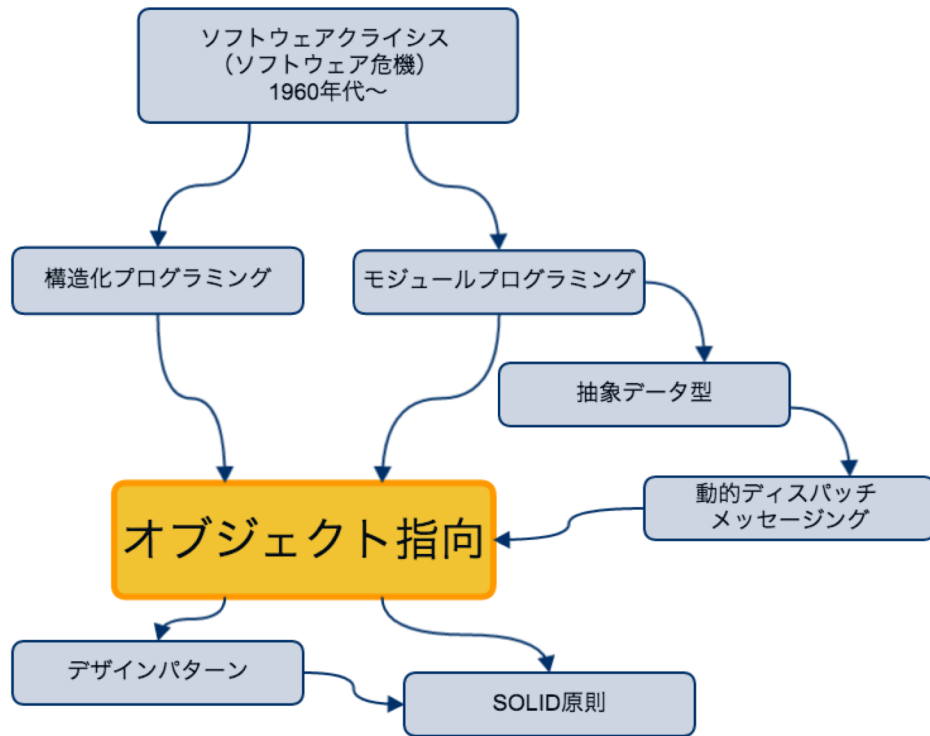 ソフトウェアクライシス
（ソフトウェア危機）
1960年代〜
構造化プログラミング
モジュールプログラミング
抽象データ型
動的ディスパッチ
メッセージング
オブジェクト指向
デザインパターン
SOLID原則